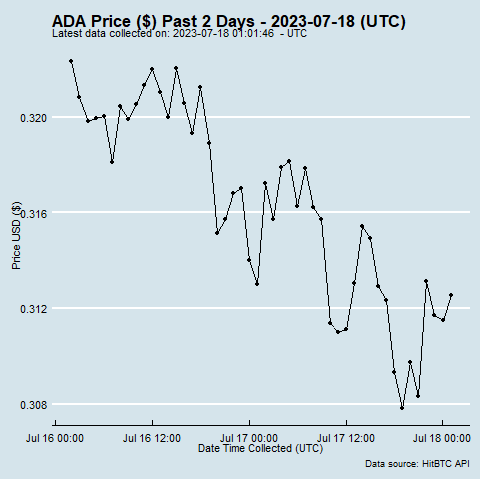 ADA Price ($) Past 2 Days - 2023-07-18 (UTC)
Latest data collected on: 2023-07-18 01:01:46 - UTC
0.320
0.316
0.312
0.308
Price USD ($)
Jul 16 00:00
Jul 16 12:00
Jul 17 00:00
Jul 17 12:00
Jul 18 00:00
Date Time Collected (UTC)
Data source: HitBTC API